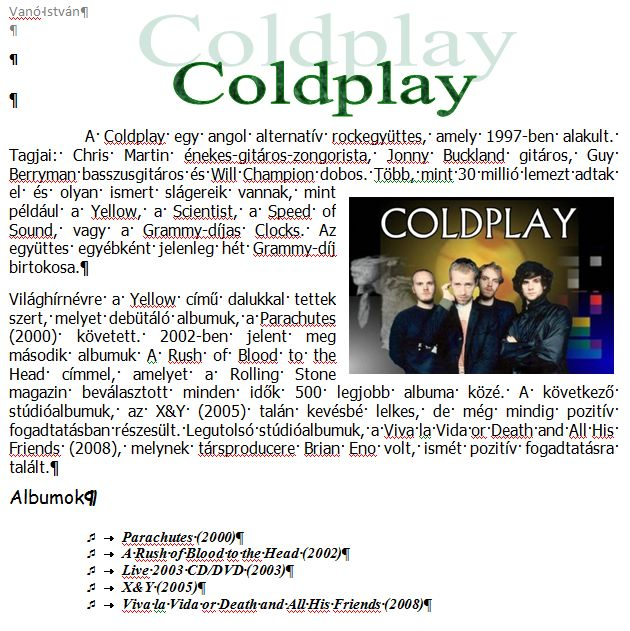 Vanó István¶
¶
¶
¶
Coldplay
Coldplay
A Coldplay egy angol alternatív rockegyüttes, amely 1997-ben alakult.
Tagjai: Chris Martin énekes-gitáros-zongorista, Jonny Buckland gitáros, Guy
Berryman basszusgitáros és Will Champion dobos. Több, mint 30 millió lemezt adtak
el és olyan ismert slágereik vannak, mint
például a Yellow, a Scientist, a Speed of
Sound, vagy a Grammy-díjas Clocks. Az
együttes egyébként jelenleg hét Grammy-díj
birtokosa.¶
COLDPLAY
Világhírnévre a Yellow című dalukkal tettek
szert, melyet debütáló albumuk, a Parachutes
(2000) követett. 2002-ben jelent meg
második albumuk A Rush of Blood to the
Head címmel, amelyet a Rolling Stone
magazin beválasztott minden idők 500 legjobb albuma közé. A következő
stúdióalbumuk, az X&Y (2005) talán kevésbé lelkes, de még mindig pozitív
fogadtatásban részesült. Legutolsó stúdióalbumuk, a Viva la Vida or Death and All His
Friends (2008), melynek társproducere Brian Eno volt, ismét pozitív fogadtatásra
talált.¶
Albumok¶
♫ → Parachutes (2000)¶
♫ → A Rush of Blood to the Head (2002)¶
♫ → Live 2003 CD/DVD (2003)¶
♫ → X&Y (2005)¶
♫ → Viva la Vida or Death and All His Friends (2008)¶